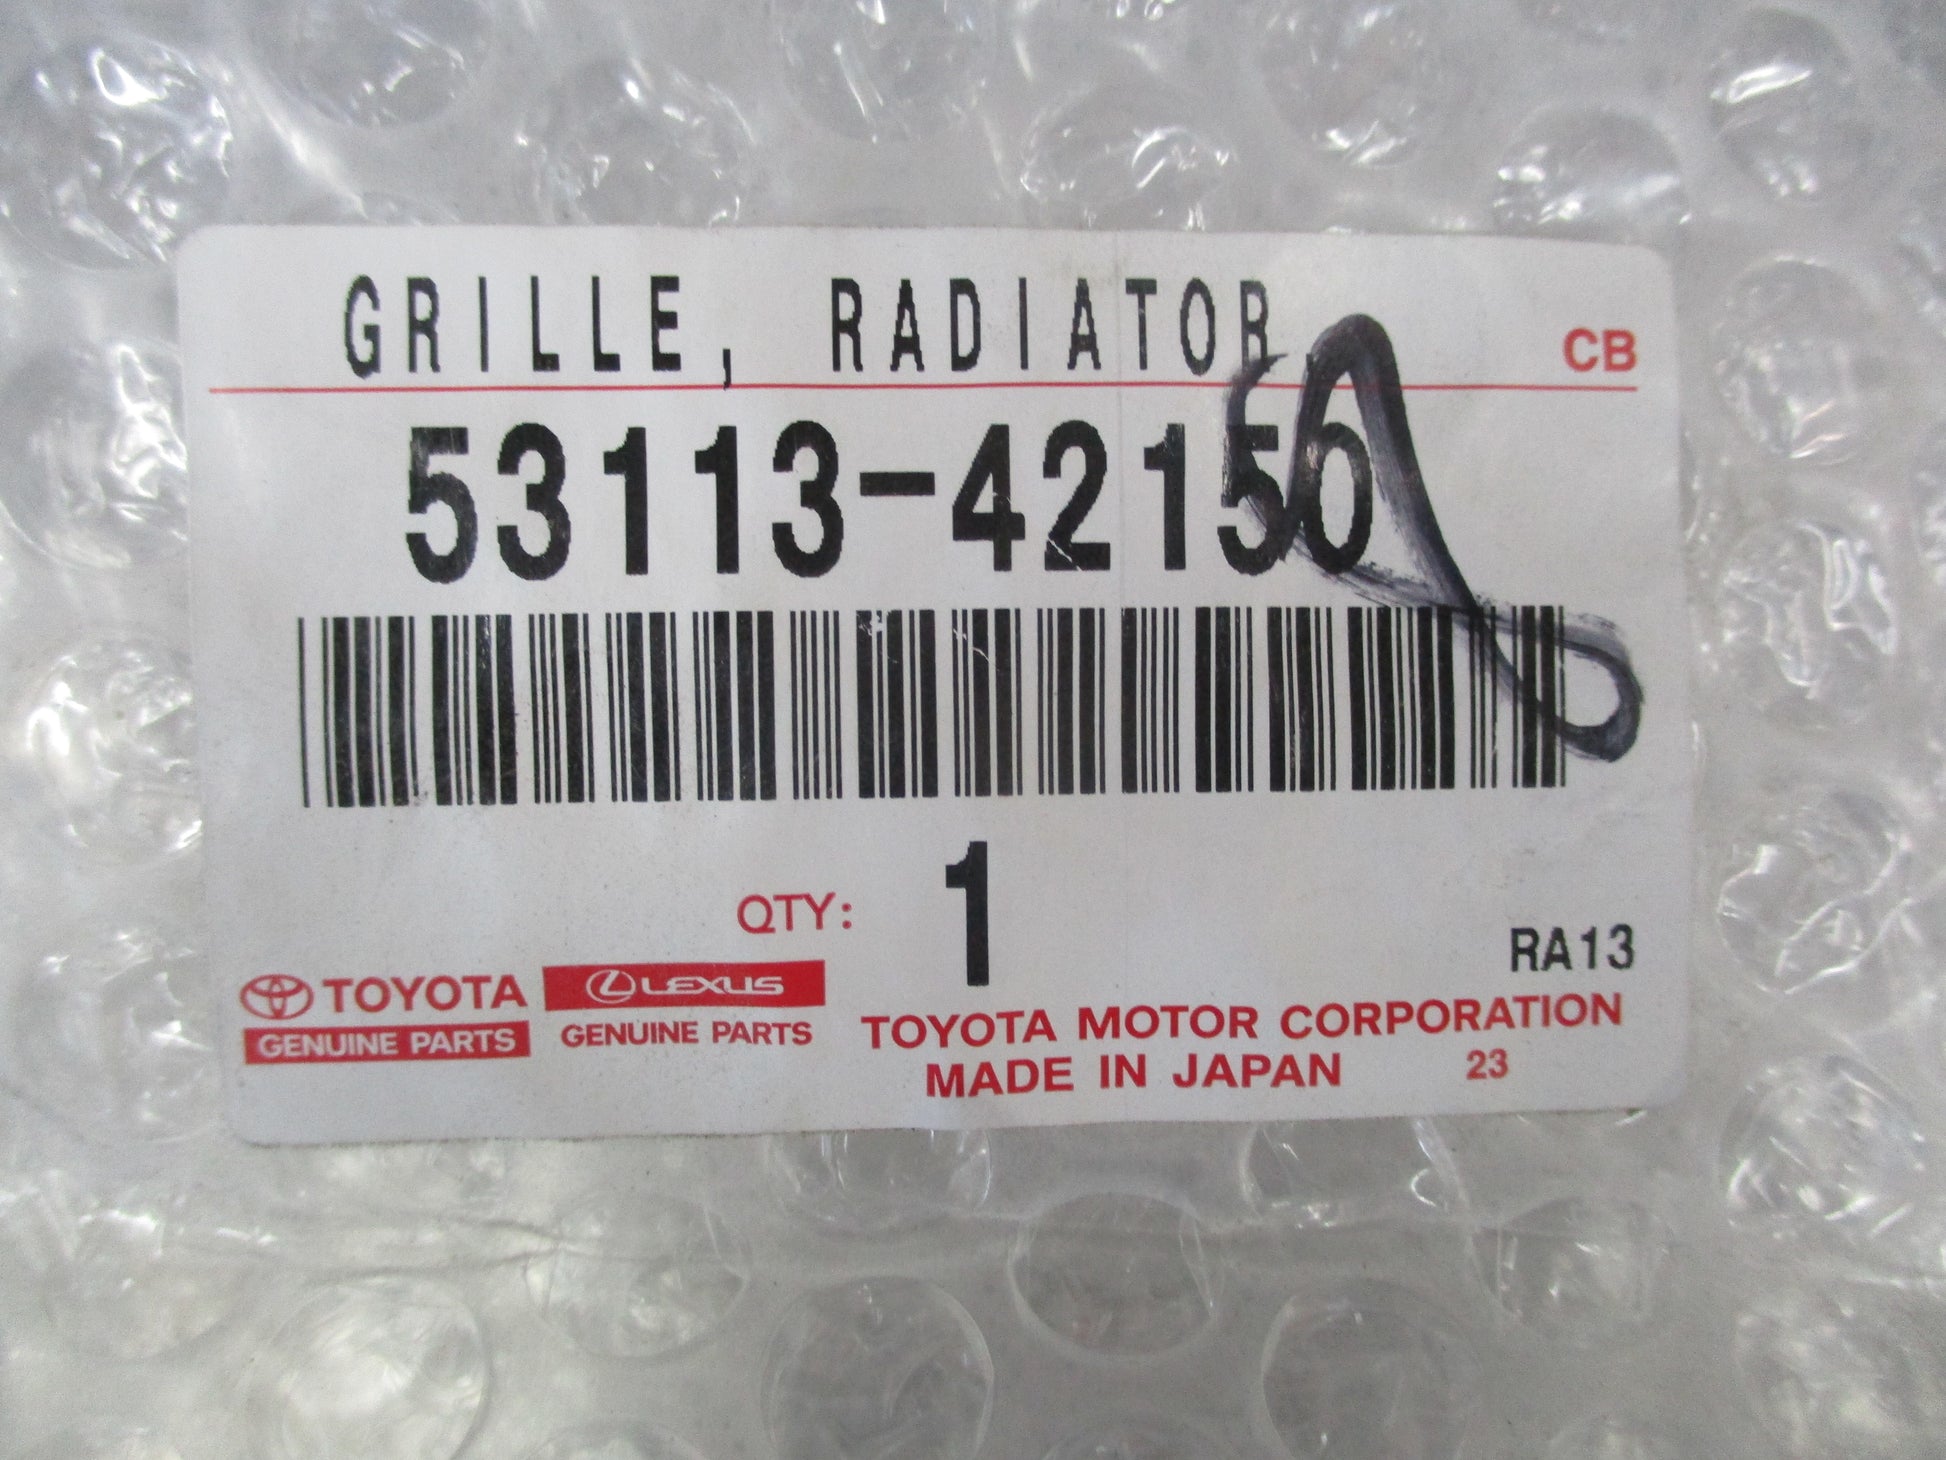 GRILLE, RADIATOR,
CB
53113-42150
QTY: 1
RA13
TOYOTA
GENUINE PARTS
LEXUS
GENUINE PARTS
TOYOTA MOTOR CORPORATION
MADE IN JAPAN 23